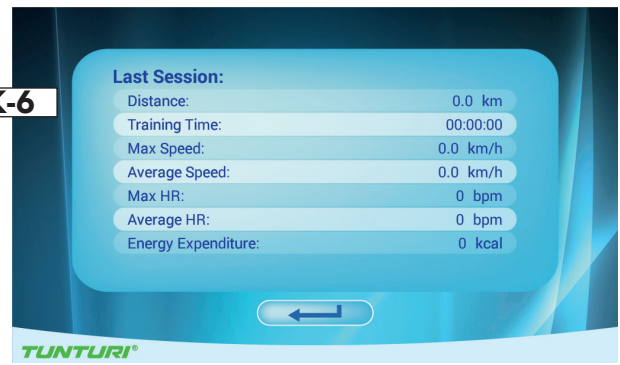 Last Session:
Distance: 0.0 km
Training Time: 00:00:00
Max Speed: 0.0 km/h
Average Speed: 0.0 km/h
Max HR: 0 bpm
Average HR: 0 bpm
Energy Expenditure: 0 kcal
-6
TUNTURI®